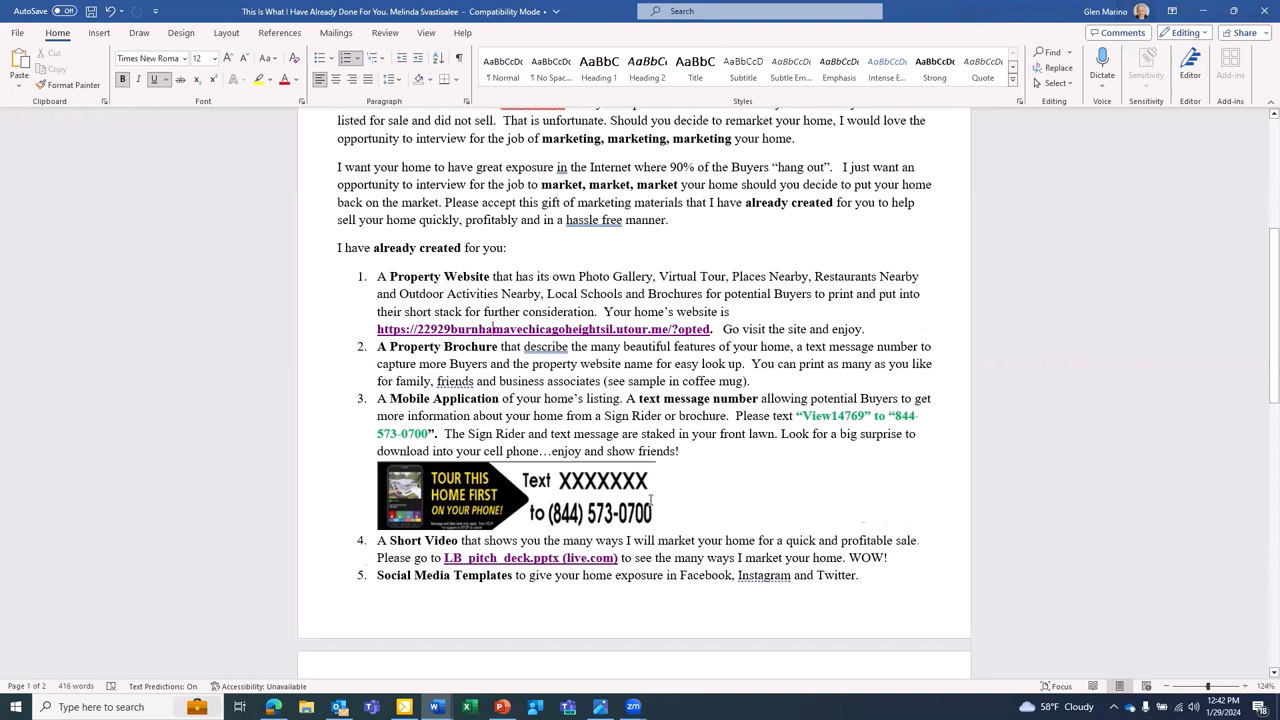 AutoSave Off This Is What I Do If I Am Coming From. Melinda Svastisalee. Search Glen Marino
File Home Insert Draw Design Layout References Mailings Review View Help Comments Editing Share
Paste Cut Copy Format Painter Times New Roma 12 AaBbCcDd AaBbCcDd AaBbC AaBbCc AaBbC AaBbCcDd AaBbCcDd AaBbCcDd AaBbCcDd AaBbCcDd AaBbCcDd Find Replace Select Dictate Sensitivity Editor Add-ins
¶ Normal ¶ No Spac... Heading 1 Heading 2 Title Subtitle Subtle Em... Emphasis Intense E... Strong Quote
Clipboard Font Paragraph Styles Editing Voice Sensitivity Editor Add-ins
listed for sale and did not sell. That is unfortunate. Should you decide to remarket your home, I would love the
opportunity to interview for the job of marketing, marketing, marketing your home.
I want your home to have great exposure in the Internet where 90% of the Buyers “hang out”. I just want an
opportunity to interview for the job to market, market, market your home should you decide to put your home
back on the market. Please accept this gift of marketing materials that I have already created for you to help
sell your home quickly, profitably and in a hassle free manner.
I have already created for you:
1. A Property Website that has its own Photo Gallery, Virtual Tour, Places Nearby, Restaurants Nearby
and Outdoor Activities Nearby, Local Schools and Brochures for potential Buyers to print and put into
their short stack for further consideration. Your home’s website is
https://22929burnhamavechicagoheightsil.utour.me/?opted. Go visit the site and enjoy.
2. A Property Brochure that describe the many beautiful features of your home, a text message number to
capture more Buyers and the property website name for easy look up. You can print as many as you like
for family, friends and business associates (see sample in coffee mug).
3. A Mobile Application of your home’s listing. A text message number allowing potential Buyers to get
more information about your home from a Sign Rider or brochure. Please text “View14769” to “844-
573-0700”. The Sign Rider and text message are staked in your front lawn. Look for a big surprise to
download into your cell phone…enjoy and show friends!
TOUR THIS
HOME FIRST
ON YOUR PHONE!
Text XXXXXXX
to (844) 573-0700
4. A Short Video that shows you the many ways I will market your home for a quick and profitable sale.
Please go to LB_pitch_deck.pptx (live.com) to see the many ways I market your home. WOW!
5. Social Media Templates to give your home exposure in Facebook, Instagram and Twitter.
Page 1 of 2 416 words Text Predictions: On Accessibility: Unavailable Focus 124%
Type here to search 58°F Cloudy 12:42 PM
1/29/2024